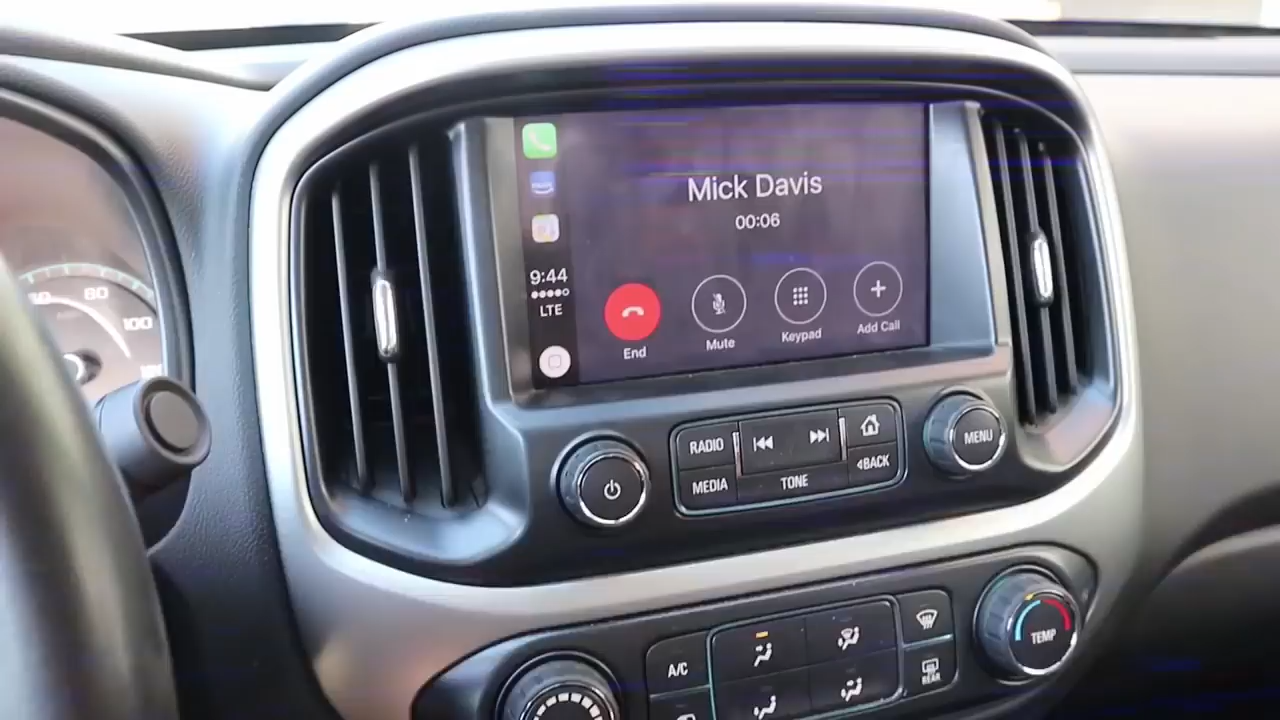 Mick Davis
00:06
9:44
LTE
End
Mute
Keypad
Add Call
80
100
RADIO
MEDIA
TONE
BACK
MENU
A/C
REAR
TEMP